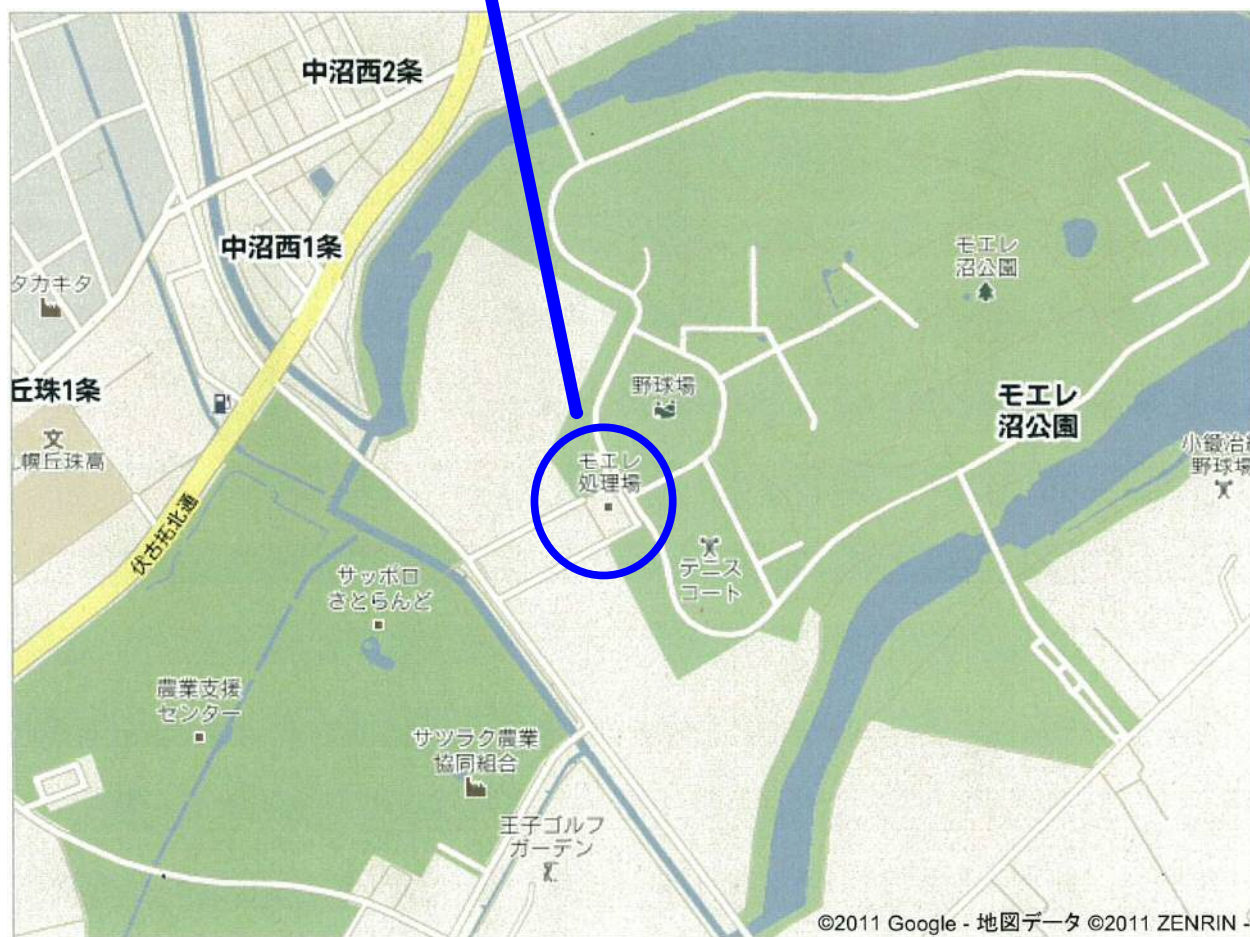 中沼西2条
中沼西1条
タカキタ
モエレ
沼公園
丘珠1条
野球場
モエレ
沼公園
文
幌丘珠高
モエレ
処理場
野球場
伏古拓北通
サッポロ
さとらんど
テニス
コート
農業支援
センター
サツラク農業
協同組合
王子ゴルフ
ガーデン
©2011 Google - 地図データ ©2011 ZENRIN -